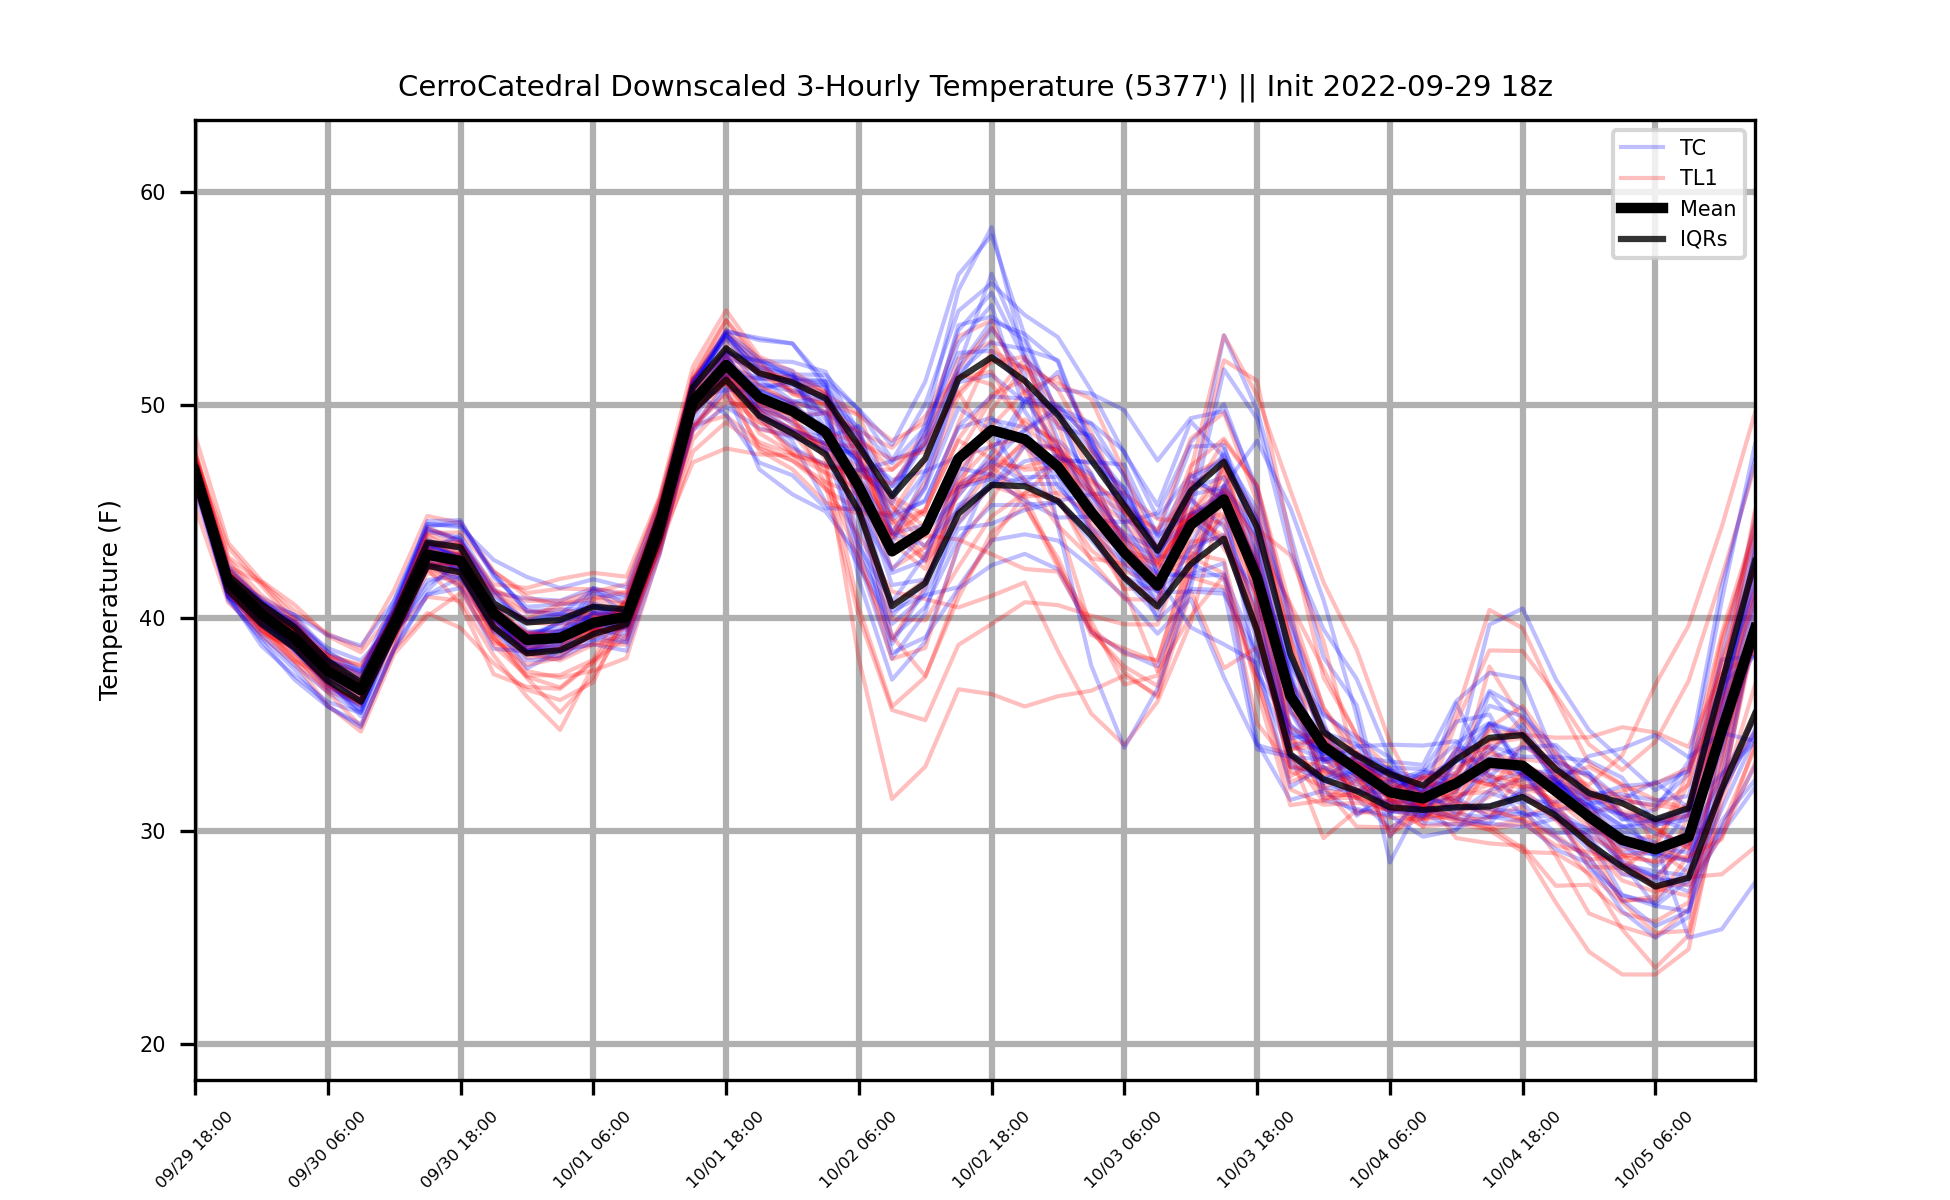 CerroCatedral Downscaled 3-Hourly Temperature (5377') || Init 2022-09-29 18z
TC
TL1
Mean
IQRs
Temperature (F)
60
50
40
30
20
09/29 18:00
09/30 06:00
09/30 18:00
10/01 06:00
10/01 18:00
10/02 06:00
10/02 18:00
10/03 06:00
10/03 18:00
10/04 06:00
10/04 18:00
10/05 06:00